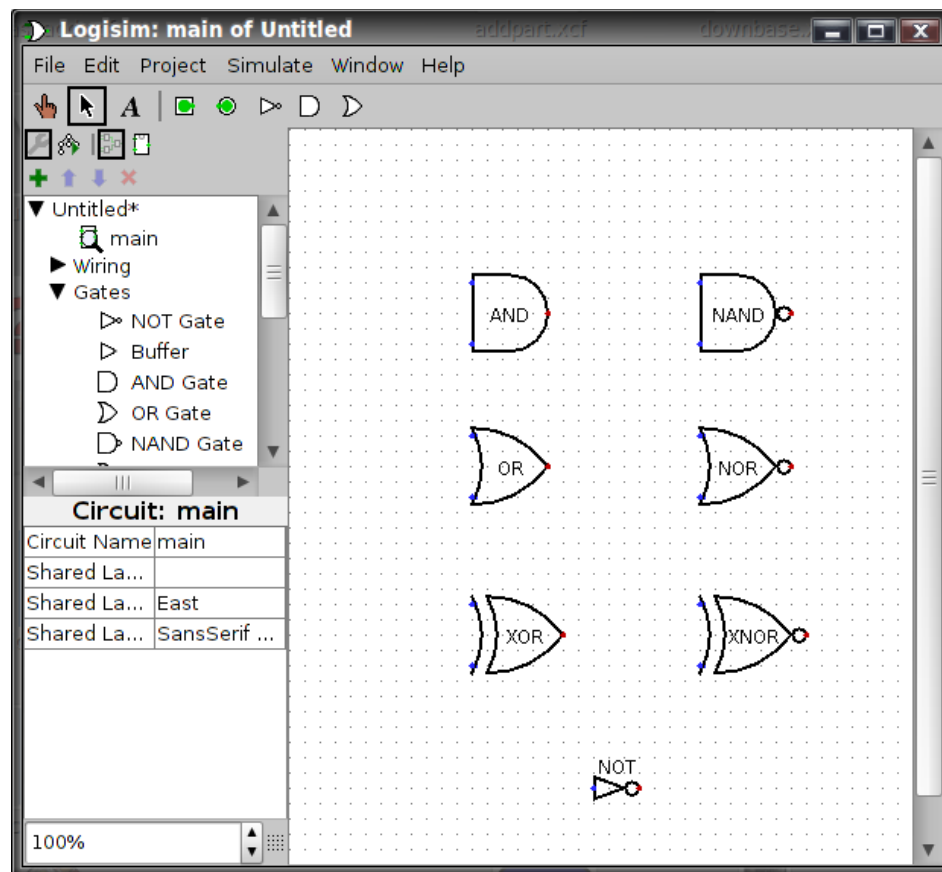 Logisim: main of Untitled
addpart.xcf
File Edit Project Simulate Window Help
A
Untitled*
main
Wiring
Gates
NOT Gate
Buffer
AND Gate
OR Gate
NAND Gate
Circuit: main
Circuit Name main
Shared La...
Shared La... East
Shared La... SansSerif ...
100%
AND NAND
OR NOR
XOR XNOR
NOT